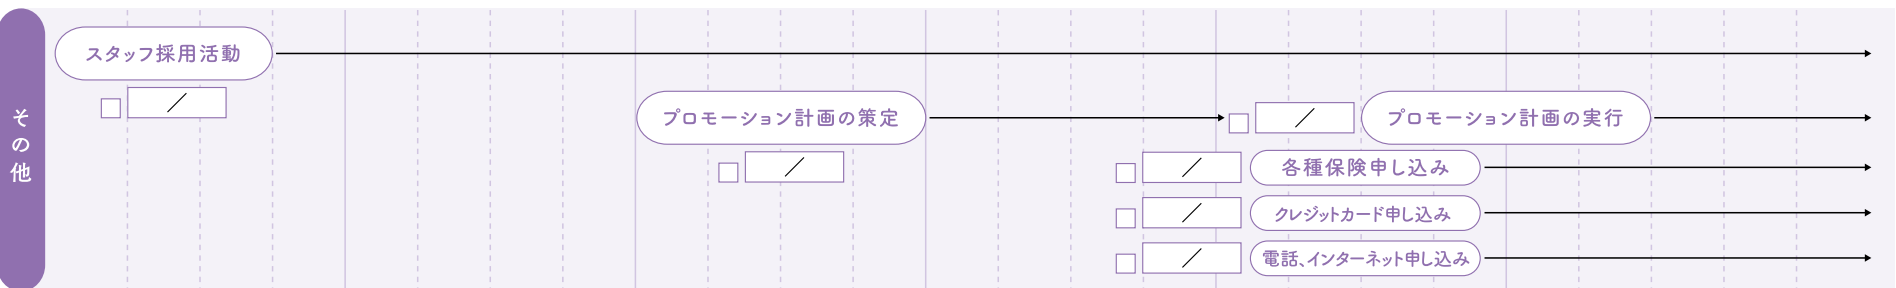 その他
スタッフ採用活動
／
プロモーション計画の策定
／
／
プロモーション計画の実行
／
各種保険申し込み
／
クレジットカード申し込み
／
電話、インターネット申し込み